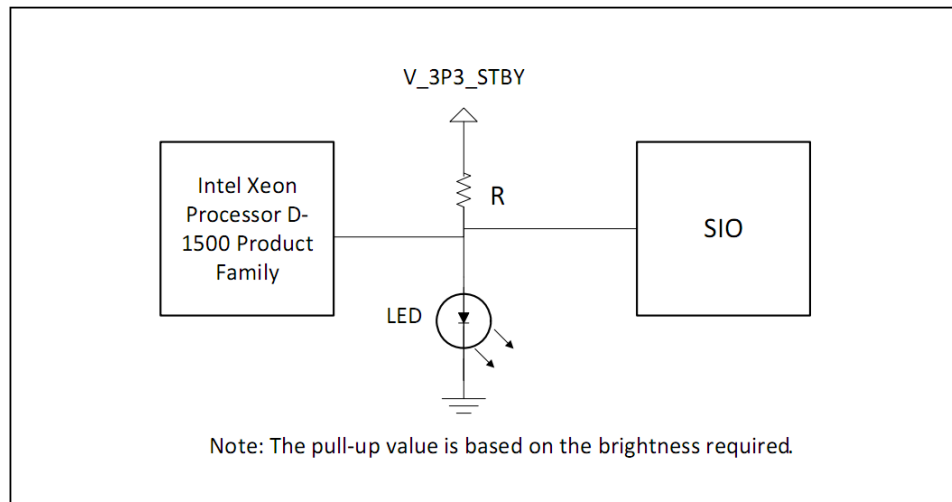 V_3P3_STBY
Intel Xeon
Processor D-
1500 Product
Family
R
SIO
LED
Note: The pull-up value is based on the brightness required.